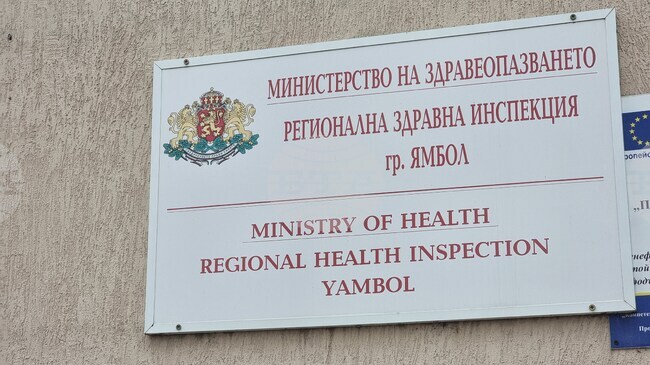 МИНИСТЕРСТВО НА ЗДРАВЕОПАЗВАНЕТО
РЕГИОНАЛНА ЗДРАВНА ИНСПЕКЦИЯ
гр. ЯМБОЛ
MINISTRY OF HEALTH
REGIONAL HEALTH INSPECTION
YAMBOL